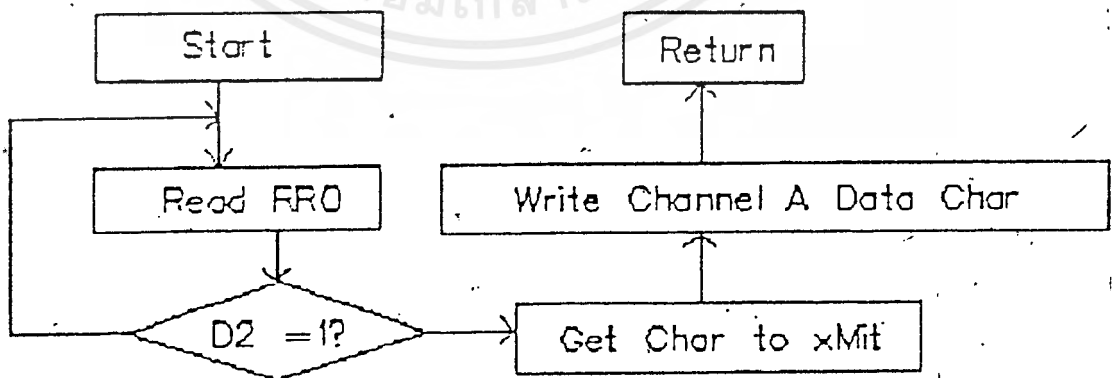 Start
Return
Read RR0
Write Channel A Data Char
D2 =1?
Get Char to xMit